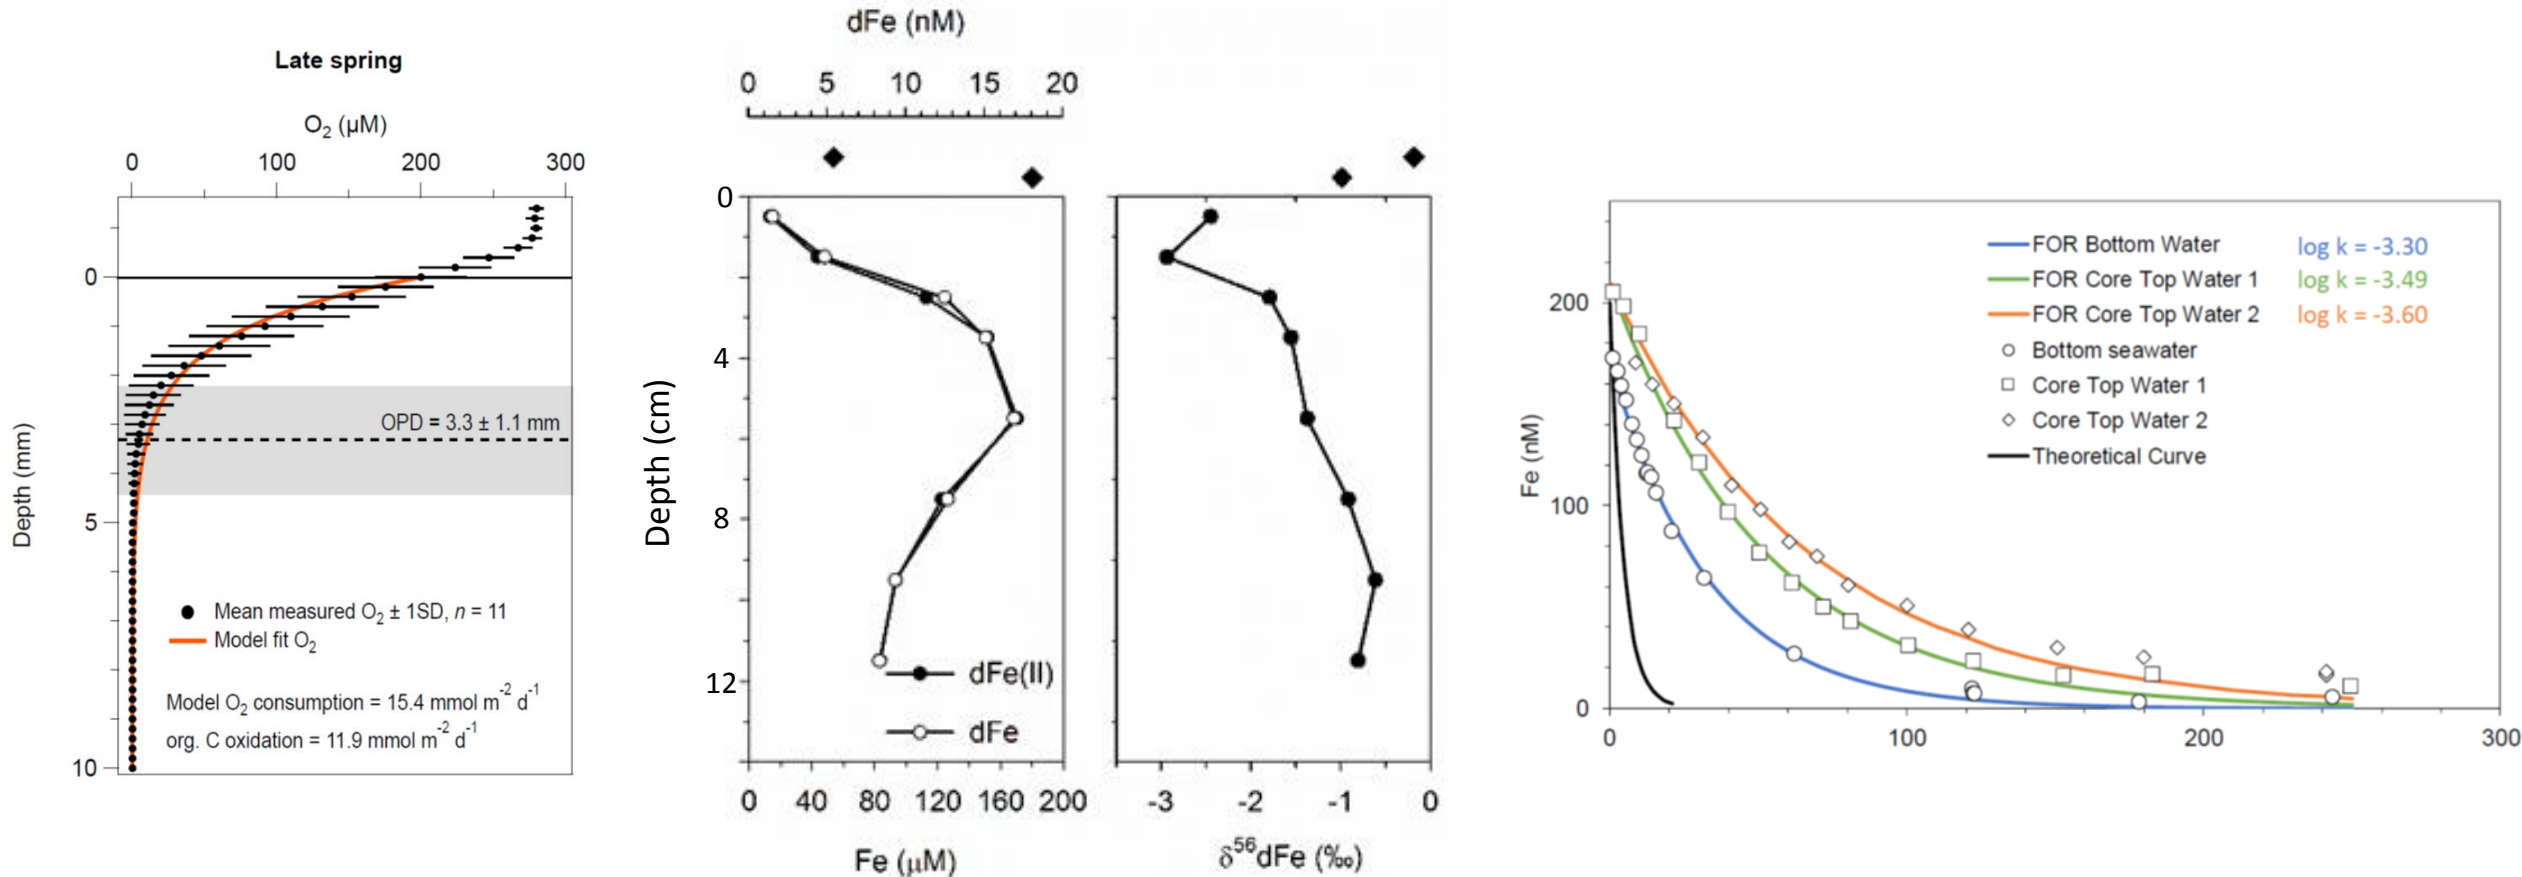 Late spring
O₂ (µM)
0 100 200 300
Depth (mm)
0
5
10
OPD = 3.3 ± 1.1 mm
Mean measured O₂ ± 1SD, n = 11
Model fit O₂
Model O₂ consumption = 15.4 mmol m⁻² d⁻¹
org. C oxidation = 11.9 mmol m⁻² d⁻¹
dFe (nM)
0 5 10 15 20
Depth (cm)
0
4
8
12
dFe(II)
dFe
0 40 80 120 160 200
Fe (µM)
-3 -2 -1 0
δ⁵⁶dFe (‰)
Fe (nM)
200
100
0
FOR Bottom Water log k = -3.30
FOR Core Top Water 1 log k = -3.49
FOR Core Top Water 2 log k = -3.60
Bottom seawater
Core Top Water 1
Core Top Water 2
Theoretical Curve
0 100 200 300